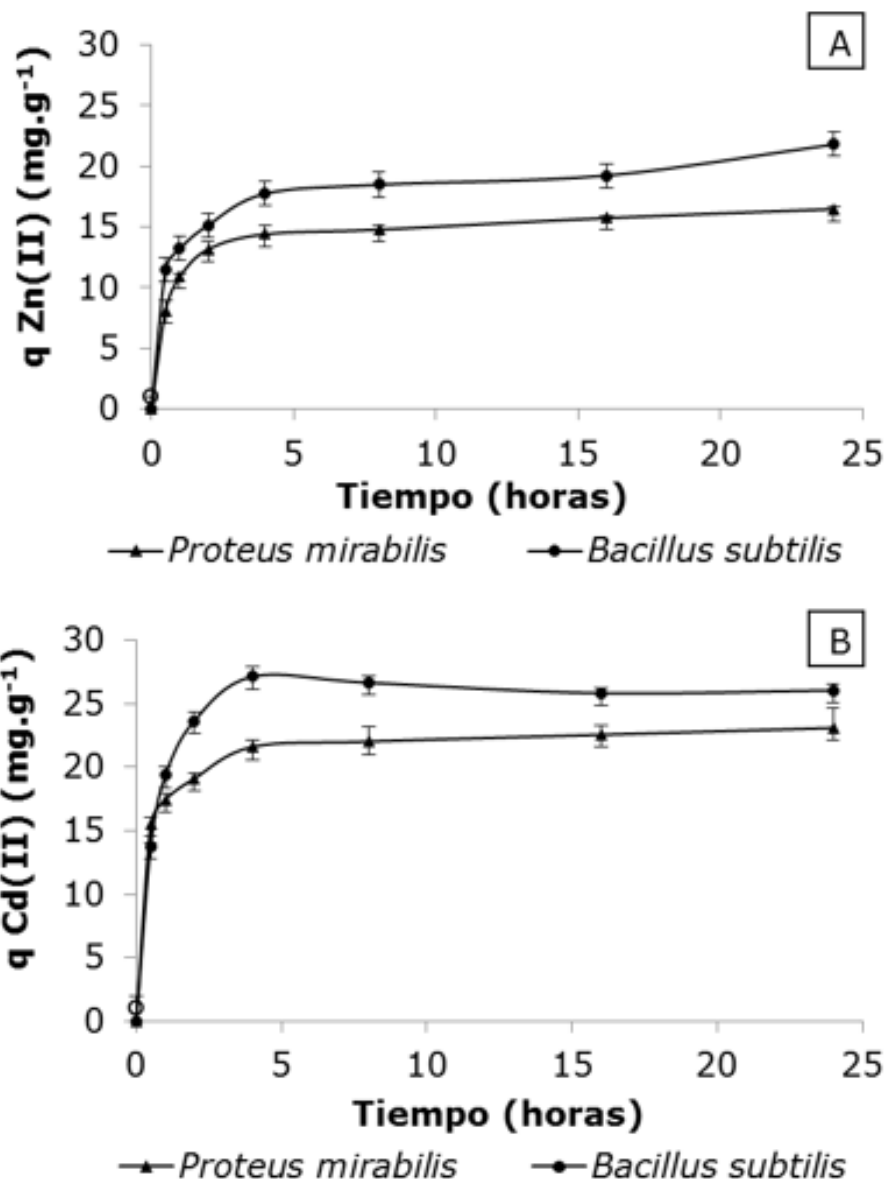 A
30
25
20
15
10
5
0
q Zn(II) (mg.g⁻¹)
0 5 10 15 20 25
Tiempo (horas)
Proteus mirabilis Bacillus subtilis
B
30
25
20
15
10
5
0
q Cd(II) (mg.g⁻¹)
0 5 10 15 20 25
Tiempo (horas)
Proteus mirabilis Bacillus subtilis